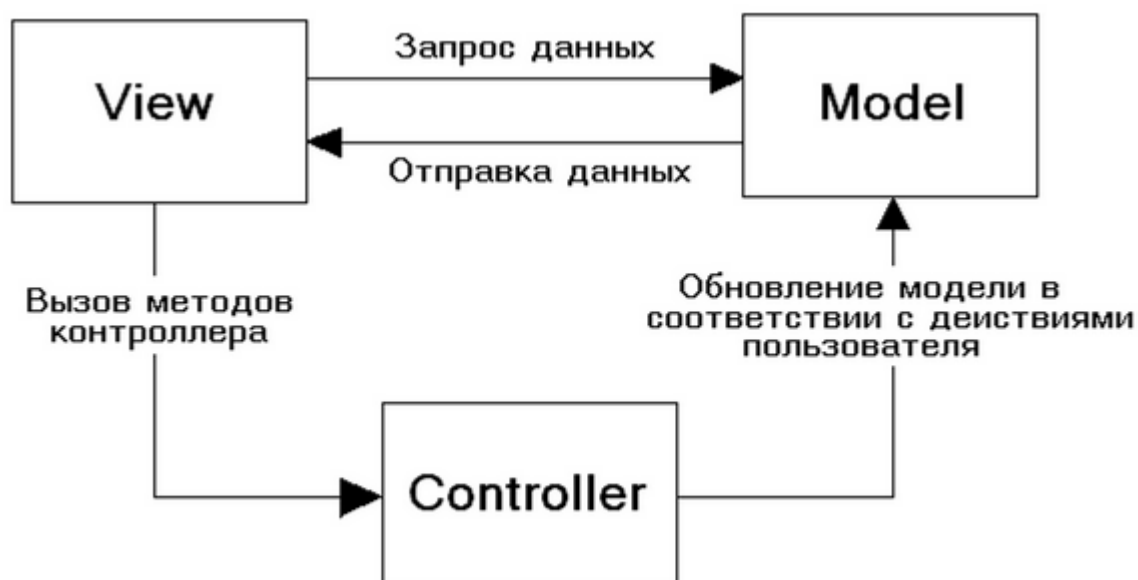 Запрос данных
View
Model
Отправка данных
Вызов методов
контроллера
Обновление модели в
соответствии с деиствиями
пользователя
Controller